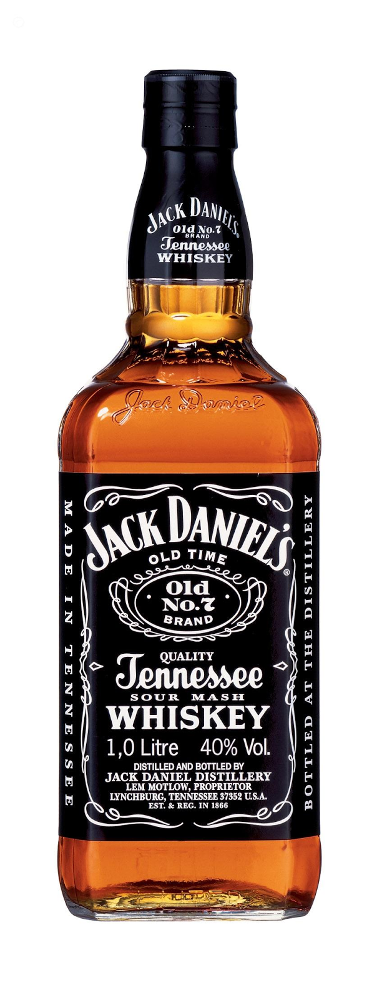 JACK DANIEL'S®
Old No.7
BRAND
Tennessee
WHISKEY
Jack Daniel
JACK DANIEL'S®
OLD TIME
Old
No.7
BRAND
QUALITY
Tennessee
SOUR MASH
WHISKEY
1,0 Litre 40% Vol.
DISTILLED AND BOTTLED BY
JACK DANIEL DISTILLERY
LEM MOTLOW, PROPRIETOR
LYNCHBURG, TENNESSEE 37352 U.S.A.
EST. & REG. IN 1866
MADE IN TENNESSEE
BOTTLED AT THE DISTILLERY